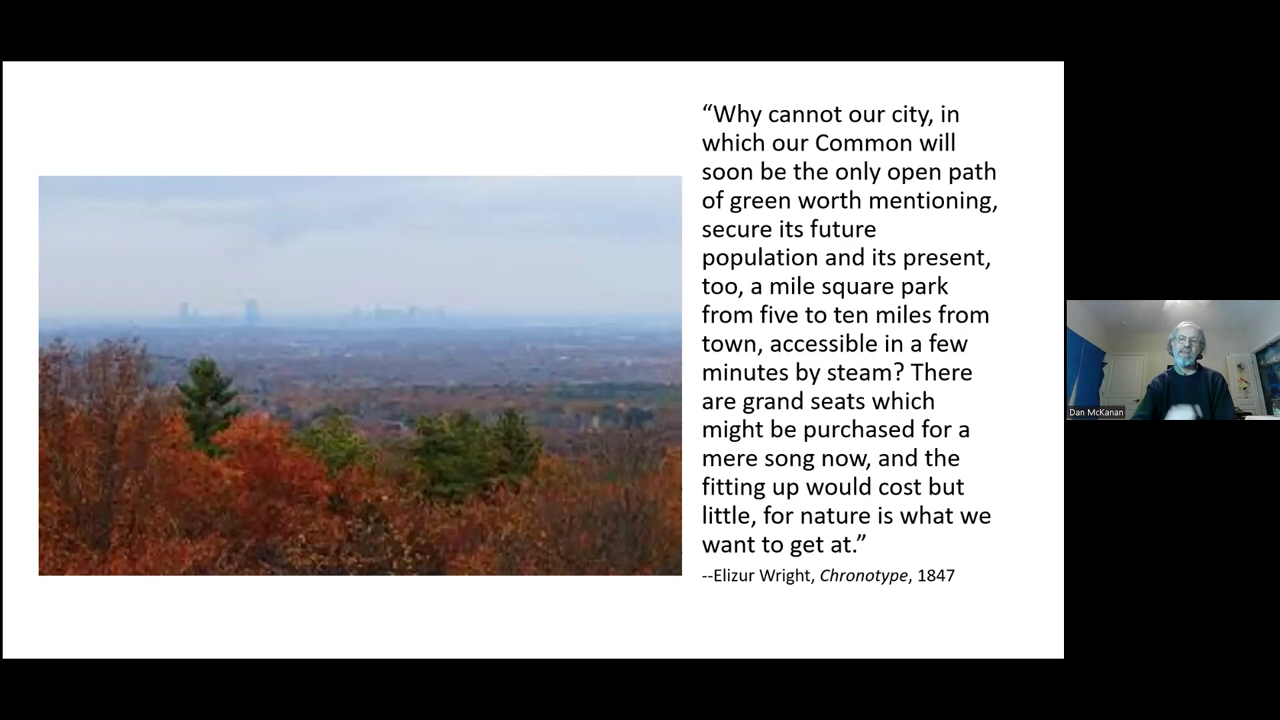 “Why cannot our city, in
which our Common will
soon be the only open path
of green worth mentioning,
secure its future
population and its present,
too, a mile square park
from five to ten miles from
town, accessible in a few
minutes by steam? There
are grand seats which
might be purchased for a
mere song now, and the
fitting up would cost but
little, for nature is what we
want to get at.”
--Elizur Wright, Chronotype, 1847
Dan McKanan